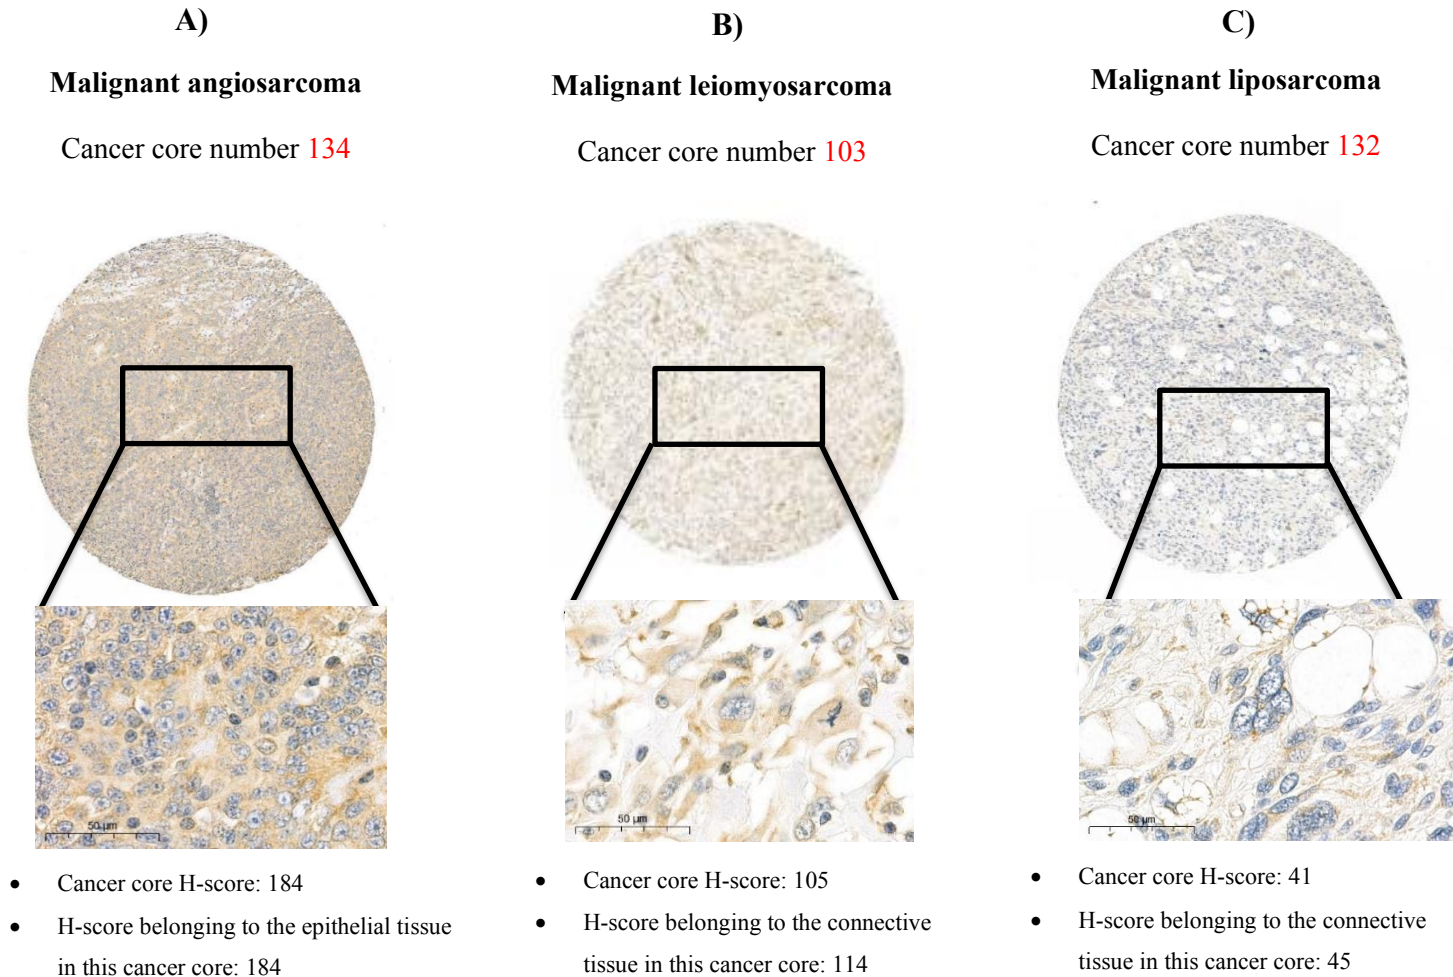 A)
Malignant angiosarcoma
Cancer core number 134
50 µm
• Cancer core H-score: 184
• H-score belonging to the epithelial tissue
in this cancer core: 184
B)
Malignant leiomyosarcoma
Cancer core number 103
50 µm
• Cancer core H-score: 105
• H-score belonging to the connective
tissue in this cancer core: 114
C)
Malignant liposarcoma
Cancer core number 132
50 µm
• Cancer core H-score: 41
• H-score belonging to the connective
tissue in this cancer core: 45